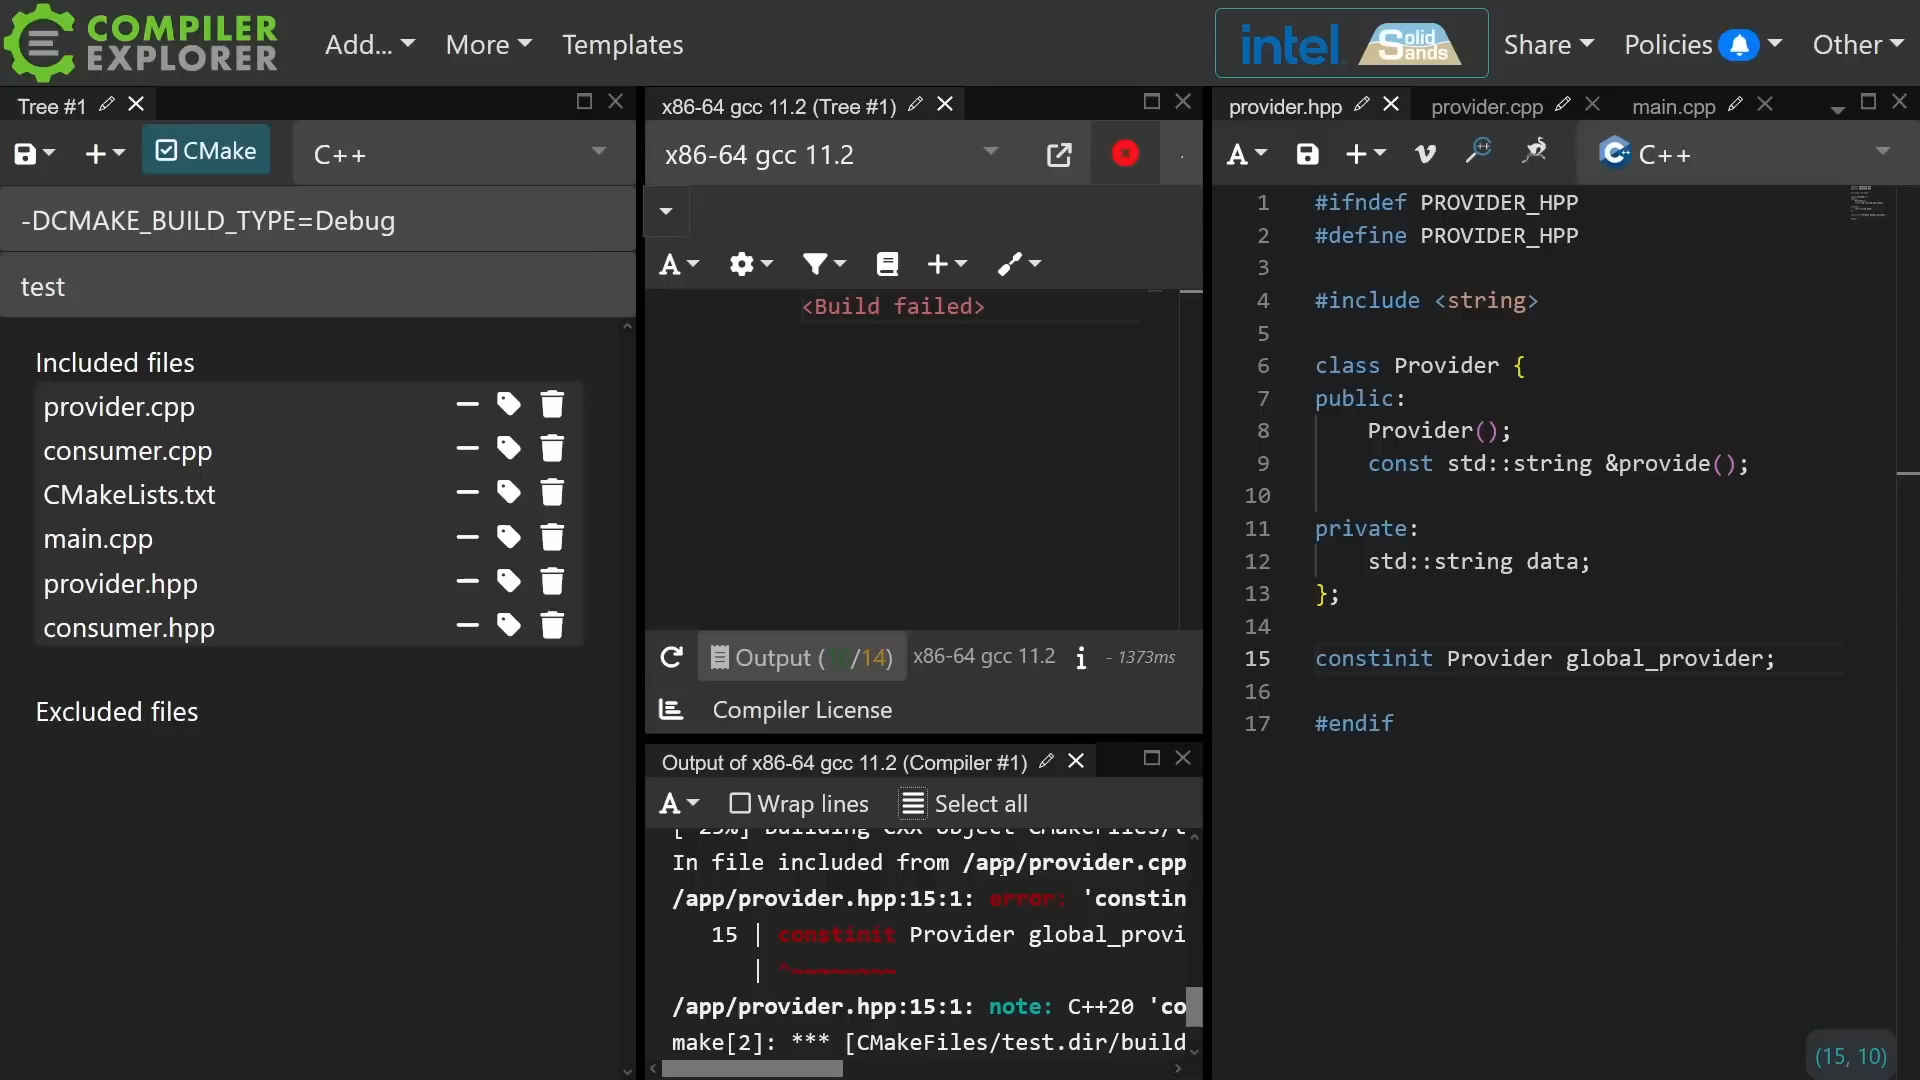 COMPILER
EXPLORER
Add...
More
Templates
intel
Solid
Sands
Share
Policies
Other
Tree #1
CMake
C++
-DCMAKE_BUILD_TYPE=Debug
test
Included files
provider.cpp
consumer.cpp
CMakeLists.txt
main.cpp
provider.hpp
consumer.hpp
Excluded files
x86-64 gcc 11.2 (Tree #1)
x86-64 gcc 11.2
A
<Build failed>
Output ( /14) x86-64 gcc 11.2 i - 1373ms
Compiler License
Output of x86-64 gcc 11.2 (Compiler #1)
A Wrap lines Select all
[ 25%] Building CXX object CMakeFiles/t
In file included from /app/provider.cpp
/app/provider.hpp:15:1: error: 'constin
15 | constinit Provider global_provi
| ^~~~~~~~~
/app/provider.hpp:15:1: note: C++20 'co
make[2]: *** [CMakeFiles/test.dir/build
provider.hpp
provider.cpp
main.cpp
A
C++
1 #ifndef PROVIDER_HPP
2 #define PROVIDER_HPP
3
4 #include <string>
5
6 class Provider {
7 public:
8 Provider();
9 const std::string &provide();
10
11 private:
12 std::string data;
13 };
14
15 constinit Provider global_provider;
16
17 #endif
(15, 10)